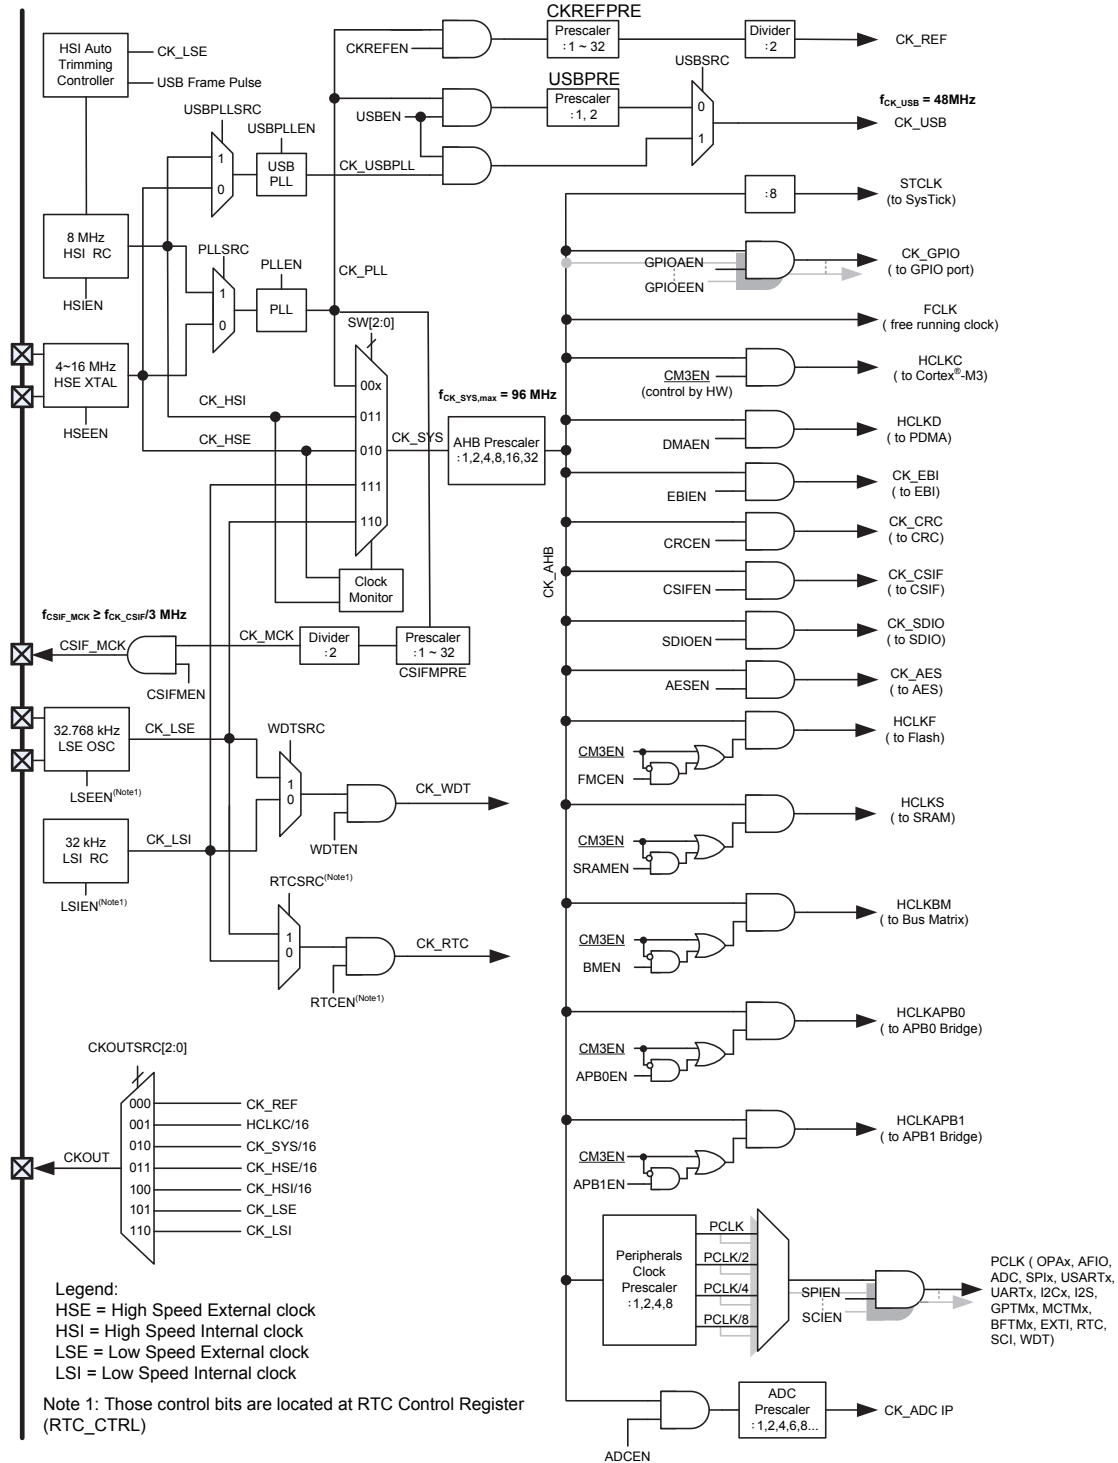 CKREFPRE
HSI Auto
Trimming
Controller
CK_LSE
USB Frame Pulse
CKREFEN
Prescaler
:1 ~ 32
Divider
:2
CK_REF
USBSRC
USBPRE
USBEN
Prescaler
:1, 2
0
1
fCK_USB = 48MHz
CK_USB
USBPLLSRC
USBPLLEN
1
0
USB
PLL
CK_USBPLL
:8
STCLK
(to SysTick)
8 MHz
HSI RC
HSIEN
PLLSRC
PLLEN
1
0
PLL
CK_PLL
GPIOAEN
GPIOEEN
CK_GPIO
( to GPIO port)
SW[2:0]
FCLK
( free running clock)
4~16 MHz
HSE XTAL
HSEEN
CK_HSI
CK_HSE
00x
011
010
111
110
CK_SYS
fCK_SYS,max = 96 MHz
AHB Prescaler
:1,2,4,8,16,32
CM3EN
(control by HW)
HCLKC
( to Cortex®-M3)
DMAEN
HCLKD
( to PDMA)
EBIEN
CK_EBI
( to EBI)
CRCEN
CK_CRC
( to CRC)
CK_AHB
Clock
Monitor
CSIFEN
CK_CSIF
( to CSIF)
fCSIF_MCK ≥ fCK_CSIF/3 MHz
CSIF_MCK
CSIFMEN
CK_MCK
Divider
:2
Prescaler
:1 ~ 32
CSIFMPRE
SDIOEN
CK_SDIO
( to SDIO)
AESEN
CK_AES
( to AES)
32.768 kHz
LSE OSC
LSEEN(Note1)
CK_LSE
WDTSRC
1
0
WDTEN
CK_WDT
CM3EN
FMCEN
HCLKF
( to Flash)
32 kHz
LSI RC
LSIEN(Note1)
CK_LSI
CM3EN
SRAMEN
HCLKS
( to SRAM)
RTCSRC(Note1)
1
0
RTCEN(Note1)
CK_RTC
CM3EN
BMEN
HCLKBM
( to Bus Matrix)
CM3EN
APB0EN
HCLKAPB0
( to APB0 Bridge)
CKOUTSRC[2:0]
CKOUT
000 CK_REF
001 HCLKC/16
010 CK_SYS/16
011 CK_HSE/16
100 CK_HSI/16
101 CK_LSE
110 CK_LSI
CM3EN
APB1EN
HCLKAPB1
( to APB1 Bridge)
Peripherals
Clock
Prescaler
:1,2,4,8
PCLK
PCLK/2
PCLK/4
PCLK/8
SPIEN
SCIEN
PCLK ( OPAx, AFIO,
ADC, SPIx, USARTx,
UARTx, I2Cx, I2S,
GPTMx, MCTMx,
BFTMx, EXTI, RTC,
SCI, WDT)
Legend:
HSE = High Speed External clock
HSI = High Speed Internal clock
LSE = Low Speed External clock
LSI = Low Speed Internal clock
Note 1: Those control bits are located at RTC Control Register
(RTC_CTRL)
ADCEN
ADC
Prescaler
:1,2,4,6,8...
CK_ADC IP